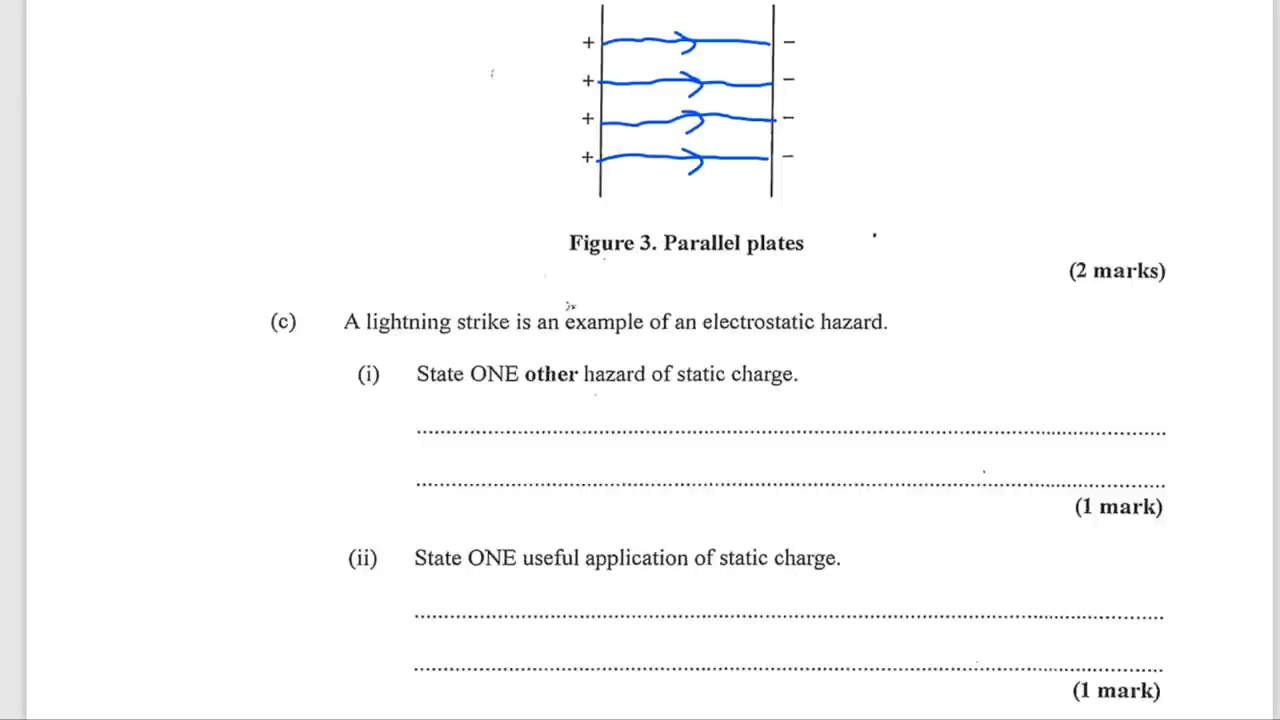 + −
+ −
+ −
+ −
Figure 3. Parallel plates
(2 marks)
(c) A lightning strike is an example of an electrostatic hazard.
(i) State ONE other hazard of static charge.
(1 mark)
(ii) State ONE useful application of static charge.
(1 mark)